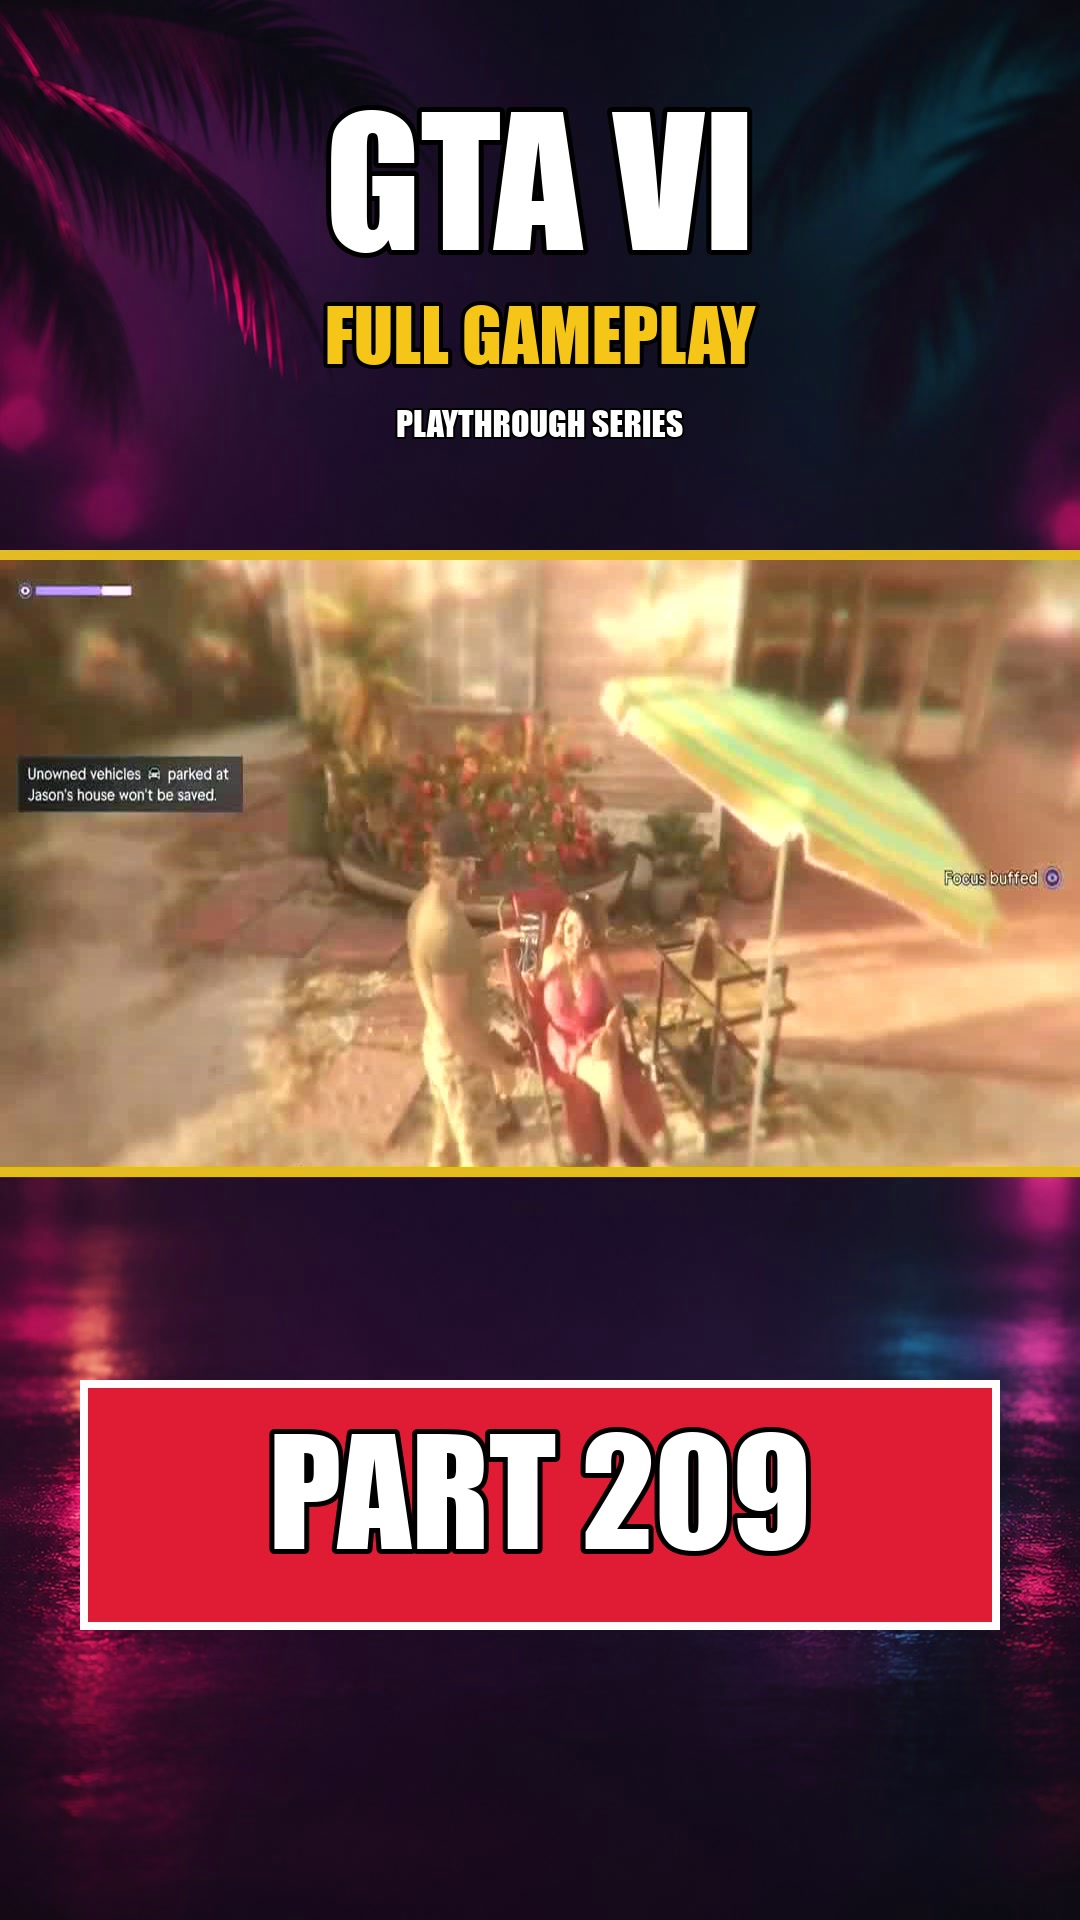 GTA VI
FULL GAMEPLAY
PLAYTHROUGH SERIES
Unowned vehicles parked at
Jason's house won't be saved.
Focus buffed
PART 209